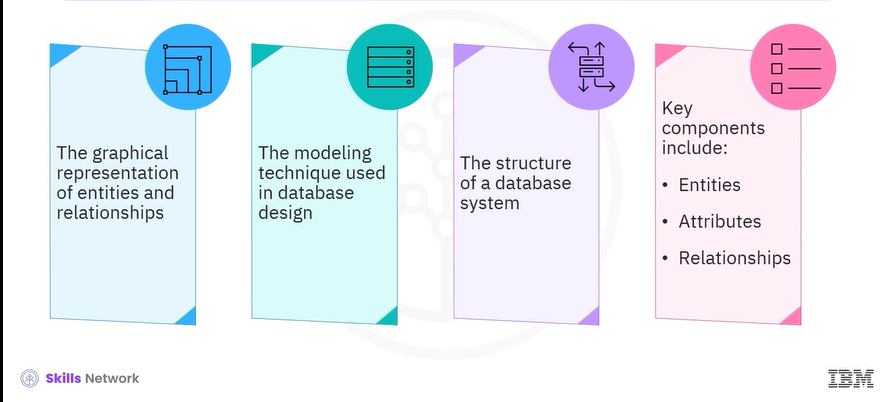 The graphical
representation
of entities and
relationships
The modeling
technique used
in database
design
The structure
of a database
system
Key
components
include:
• Entities
• Attributes
• Relationships
Skills Network
IBM